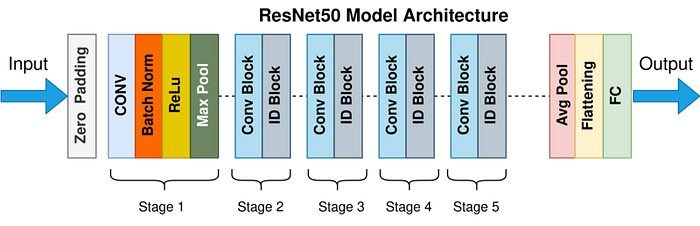 ResNet50 Model Architecture
Input
Zero Padding
CONV
Batch Norm
ReLu
Max Pool
Conv Block
ID Block
Conv Block
ID Block
Conv Block
ID Block
Conv Block
ID Block
Avg Pool
Flattening
FC
Output
Stage 1
Stage 2
Stage 3
Stage 4
Stage 5